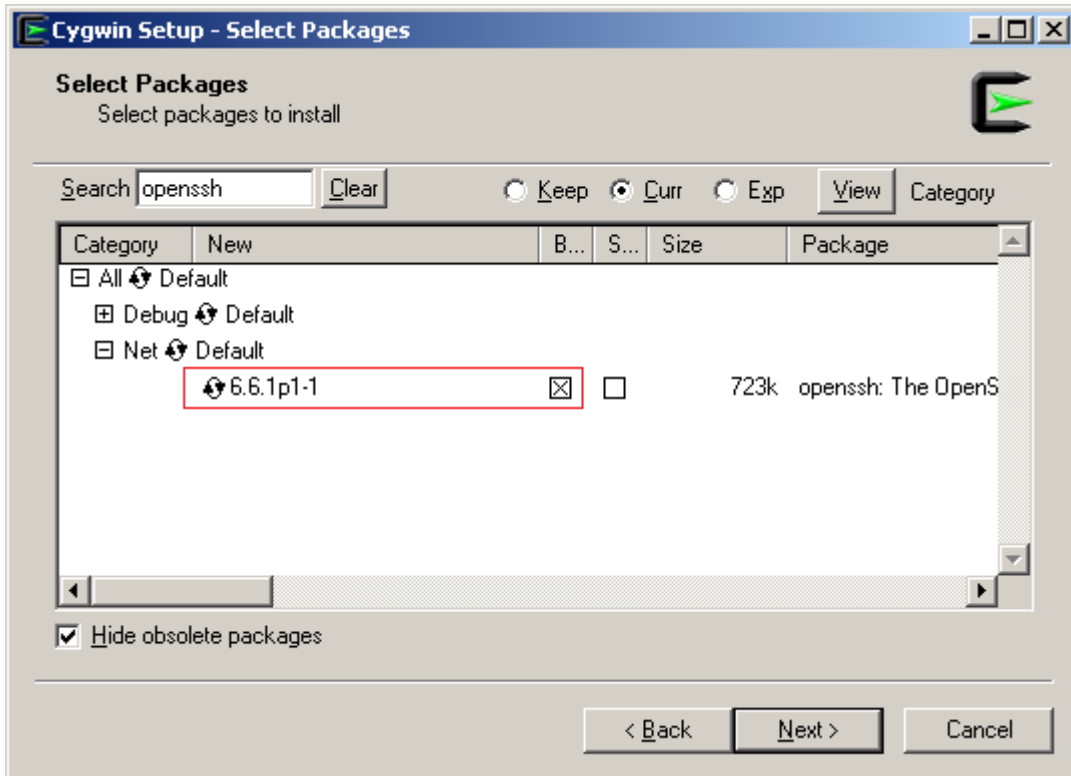 Cygwin Setup - Select Packages
Select Packages
Select packages to install
Search openssh Clear Keep Curr Exp View Category
Category New B... S... Size Package
All Default
Debug Default
Net Default
6.6.1p1-1 723k openssh: The OpenS
Hide obsolete packages
< Back Next > Cancel